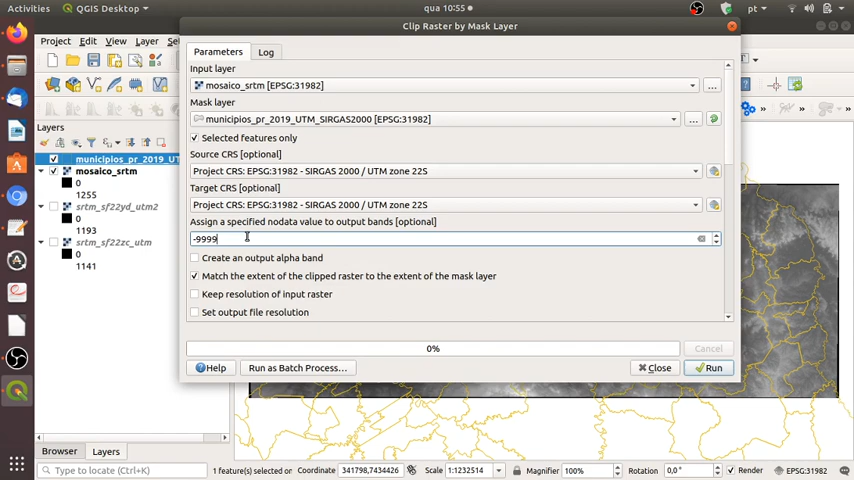 Activities
QGIS Desktop
qua 10:55
pt
Clip Raster by Mask Layer
Project Edit View Layer Se
Parameters Log
Input layer
mosaico_srtm [EPSG:31982]
Mask layer
municipios_pr_2019_UTM_SIRGAS2000 [EPSG:31982]
Selected features only
Source CRS [optional]
Project CRS: EPSG:31982 - SIRGAS 2000 / UTM zone 22S
Target CRS [optional]
Project CRS: EPSG:31982 - SIRGAS 2000 / UTM zone 22S
Assign a specified nodata value to output bands [optional]
-9999
Create an output alpha band
Match the extent of the clipped raster to the extent of the mask layer
Keep resolution of input raster
Set output file resolution
0%
Cancel
Help
Run as Batch Process...
Close
Run
Layers
municipios_pr_2019_UT
mosaico_srtm
0
1255
srtm_sf22yd_utm2
0
1193
srtm_sf22zc_utm
0
1141
Browser Layers
Type to locate (Ctrl+K)
1 feature(s) selected or
Coordinate 341798,7434426
Scale 1:1232514
Magnifier 100%
Rotation 0,0 °
Render
EPSG:31982